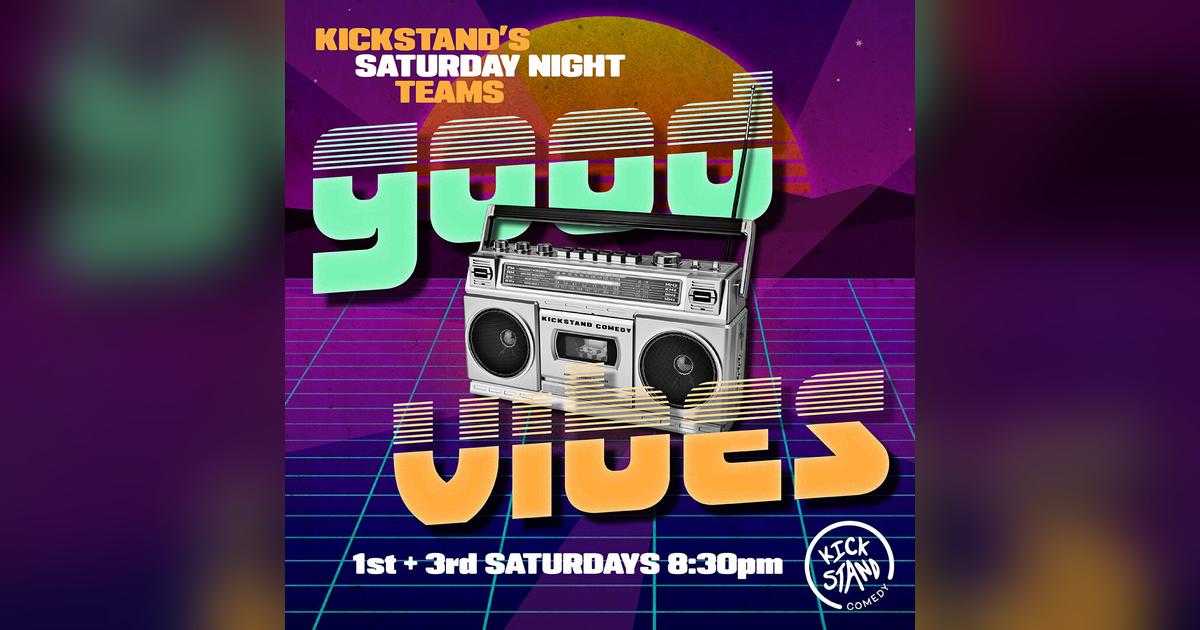 KICKSTAND'S
SATURDAY NIGHT
TEAMS
good
KICKSTAND COMEDY
vibes
1st + 3rd SATURDAYS 8:30pm
KICK
STAND
COMEDY